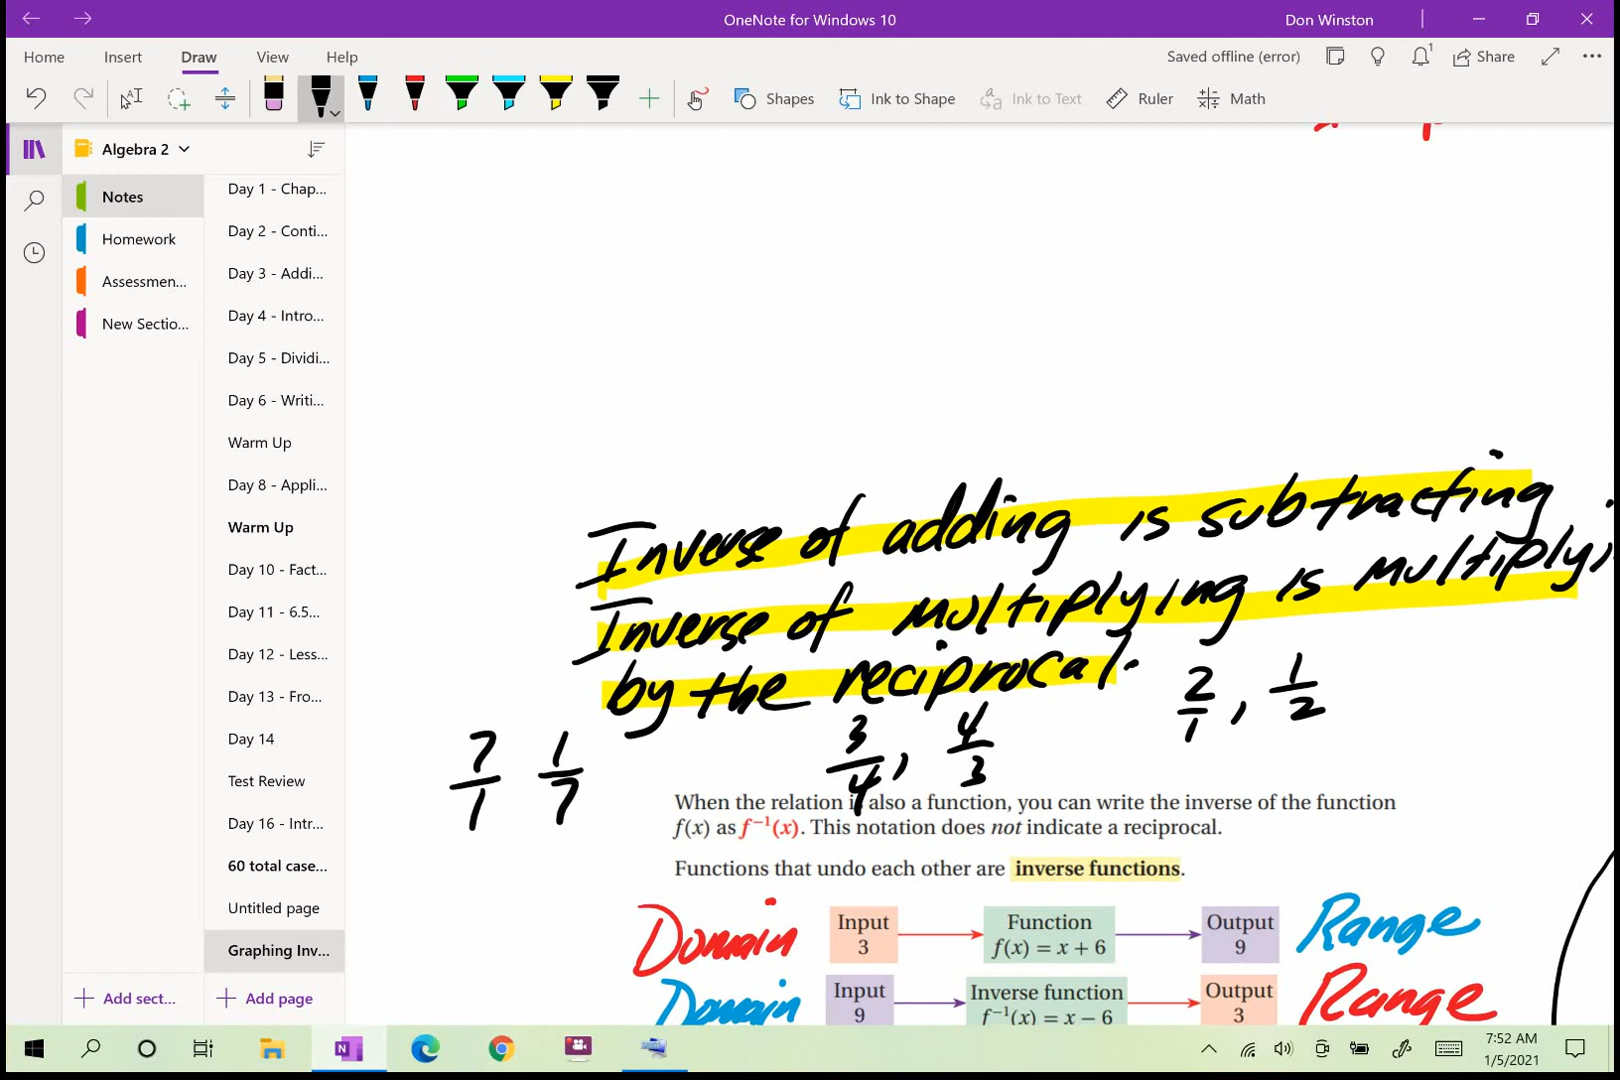 OneNote for Windows 10
Don Winston
Home Insert Draw View Help
Saved offline (error)
1
Share
Shapes Ink to Shape Ink to Text Ruler Math
Algebra 2
Notes
Homework
Assessmen...
New Sectio...
Add sect...
Day 1 - Chap...
Day 2 - Conti...
Day 3 - Addi...
Day 4 - Intro...
Day 5 - Dividi...
Day 6 - Writi...
Warm Up
Day 8 - Appli...
Warm Up
Day 10 - Fact...
Day 11 - 6.5...
Day 12 - Less...
Day 13 - Fro...
Day 14
Test Review
Day 16 - Intr...
60 total case...
Untitled page
Graphing Inv...
Add page
Inverse of adding is subtracting.
Inverse of multiplying is multiplyi
by the reciprocal.
2/1, 1/2
7/1 1/7
3/4, 4/3
When the relation is also a function, you can write the inverse of the function
f(x) as f⁻¹(x). This notation does not indicate a reciprocal.
Functions that undo each other are inverse functions.
Domain Input 3 Function f(x) = x + 6 Output 9 Range
Domain Input 9 Inverse function f⁻¹(x) = x − 6 Output 3 Range
7:52 AM
1/5/2021